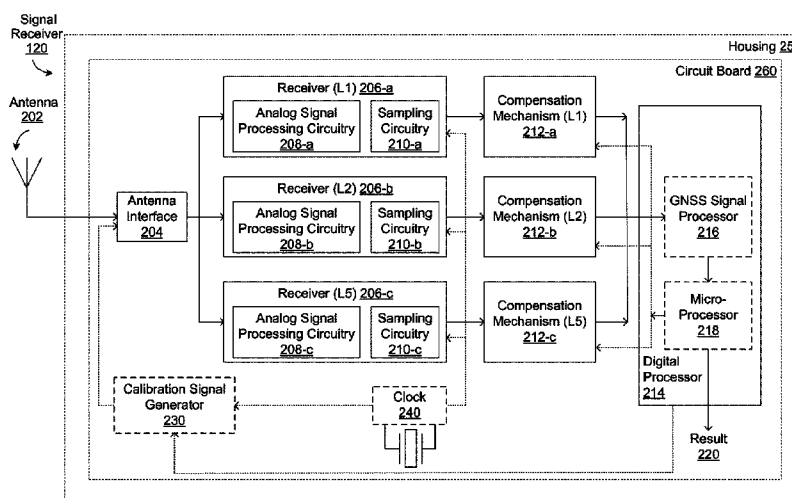 Signal
Receiver
120
Antenna
202
Housing 25
Circuit Board 260
Receiver (L1) 206-a
Analog Signal
Processing Circuitry
208-a
Sampling
Circuitry
210-a
Compensation
Mechanism (L1)
212-a
Antenna
Interface
204
Receiver (L2) 206-b
Analog Signal
Processing Circuitry
208-b
Sampling
Circuitry
210-b
Compensation
Mechanism (L2)
212-b
GNSS Signal
Processor
216
Receiver (L5) 206-c
Analog Signal
Processing Circuitry
208-c
Sampling
Circuitry
210-c
Compensation
Mechanism (L5)
212-c
Micro-
Processor
218
Digital
Processor
214
Calibration Signal
Generator
230
Clock
240
Result
220